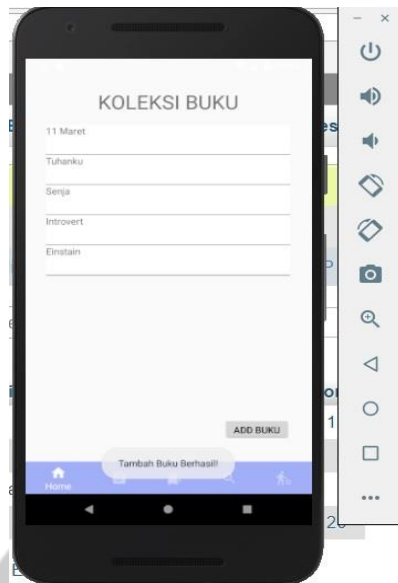 KOLEKSI BUKU
11 Maret
Tuhanku
Senja
Introvert
Einstain
ADD BUKU
Tambah Buku Berhasil!
Home